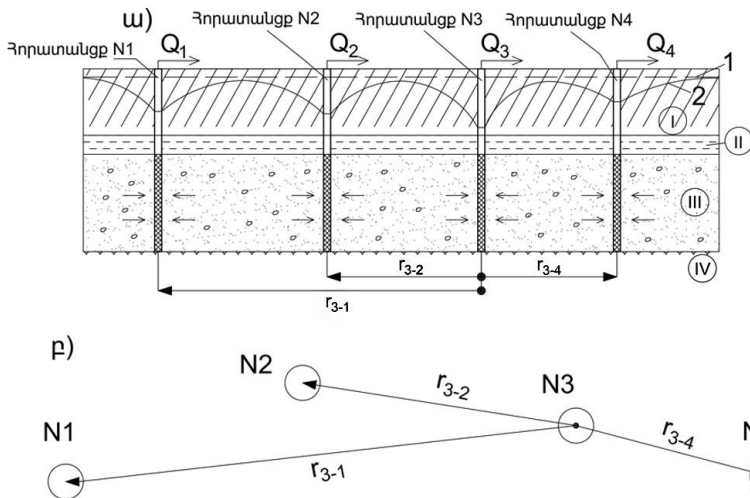 ա)
Հորատանցք N1
Q1
Հորատանցք N2
Q2
Հորատանցք N3
Q3
Հորատանցք N4
Q4
1
2
I
II
III
IV
r3-2
r3-4
r3-1
բ)
N1
N2
N3
N
r3-2
r3-4
r3-1